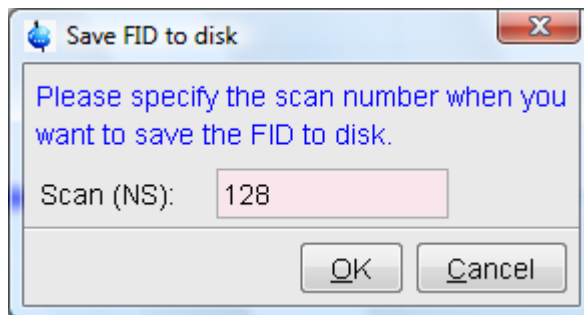 Save FID to disk
Please specify the scan number when you
want to save the FID to disk.
Scan (NS): 128
OK Cancel